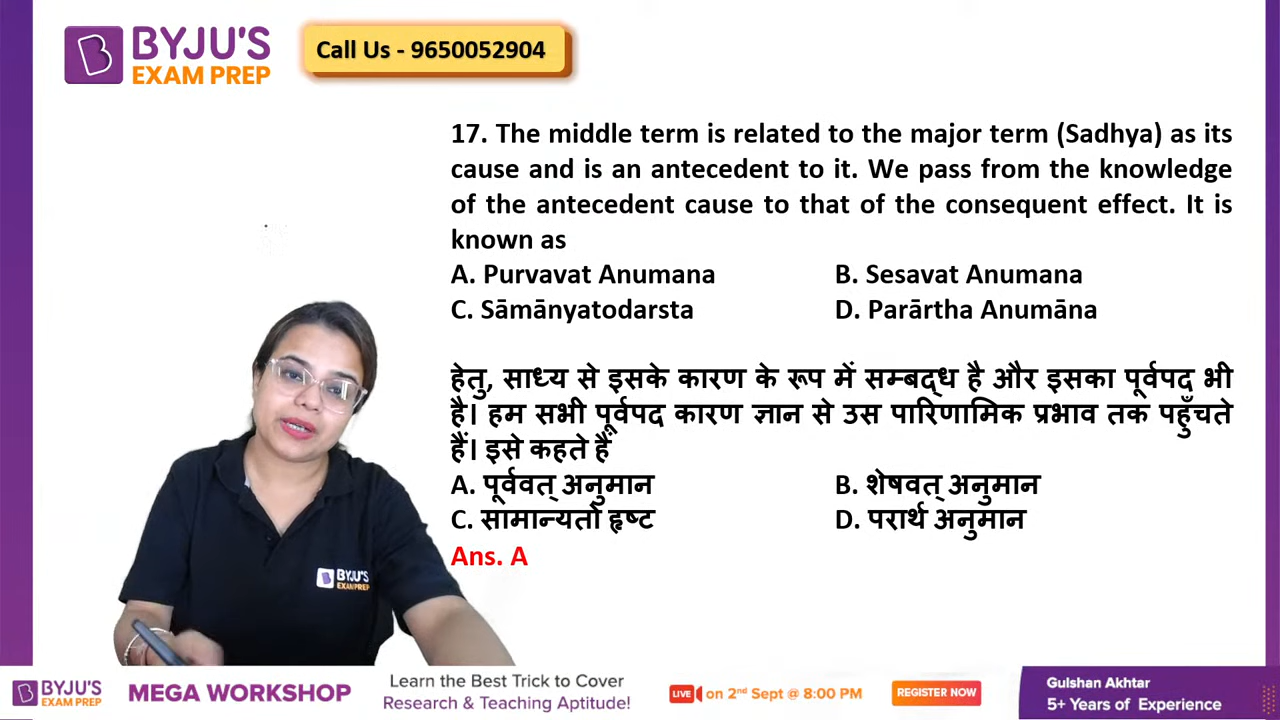 BYJU'S
EXAM PREP
Call Us - 9650052904
17. The middle term is related to the major term (Sadhya) as its
cause and is an antecedent to it. We pass from the knowledge
of the antecedent cause to that of the consequent effect. It is
known as
A. Purvavat Anumana B. Sesavat Anumana
C. Sāmānyatodarsta D. Parārtha Anumāna
हेतु, साध्य से इसके कारण के रूप में सम्बद्ध है और इसका पूर्वपद भी
है। हम सभी पूर्वपद कारण ज्ञान से उस पारिणामिक प्रभाव तक पहुँचते
हैं। इसे कहते हैं
A. पूर्ववत् अनुमान B. शेषवत् अनुमान
C. सामान्यतो हृष्ट D. परार्थ अनुमान
Ans. A
BYJU'S
EXAM PREP
BYJU'S
EXAM PREP
MEGA WORKSHOP
Learn the Best Trick to Cover
Research & Teaching Aptitude!
LIVE on 2nd Sept @ 8:00 PM
REGISTER NOW
Gulshan Akhtar
5+ Years of Experience